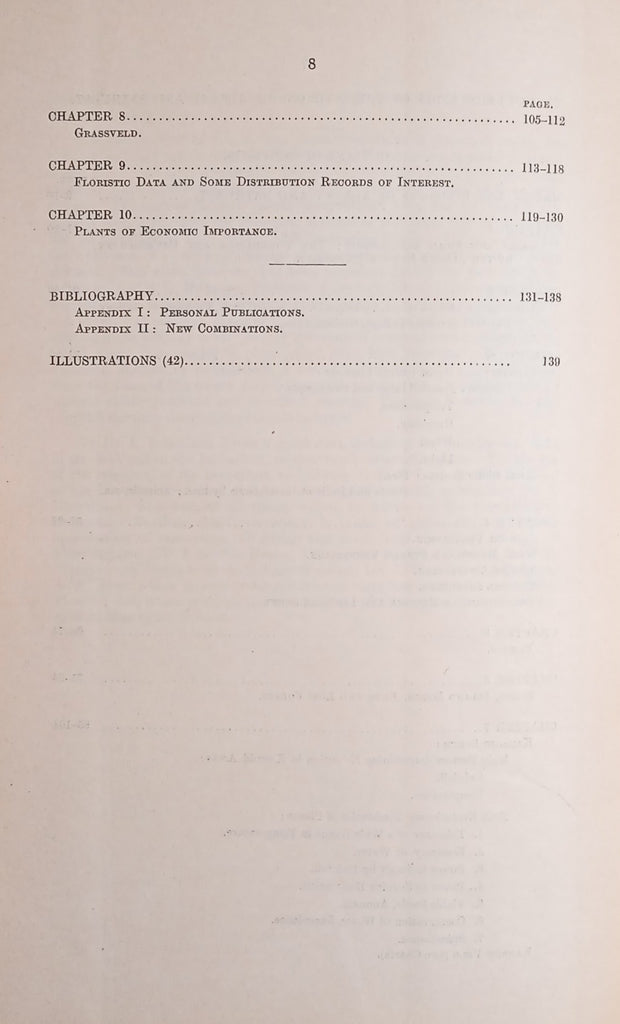 8
PAGE.
CHAPTER 8.................................................................. 105–112
GRASSVELD.
CHAPTER 9.................................................................. 113–118
FLORISTIC DATA AND SOME DISTRIBUTION RECORDS OF INTEREST.
CHAPTER 10................................................................. 119–130
PLANTS OF ECONOMIC IMPORTANCE.
BIBLIOGRAPHY............................................................. 131–138
APPENDIX I: PERSONAL PUBLICATIONS.
APPENDIX II: NEW COMBINATIONS.
ILLUSTRATIONS (42)....................................................... 139